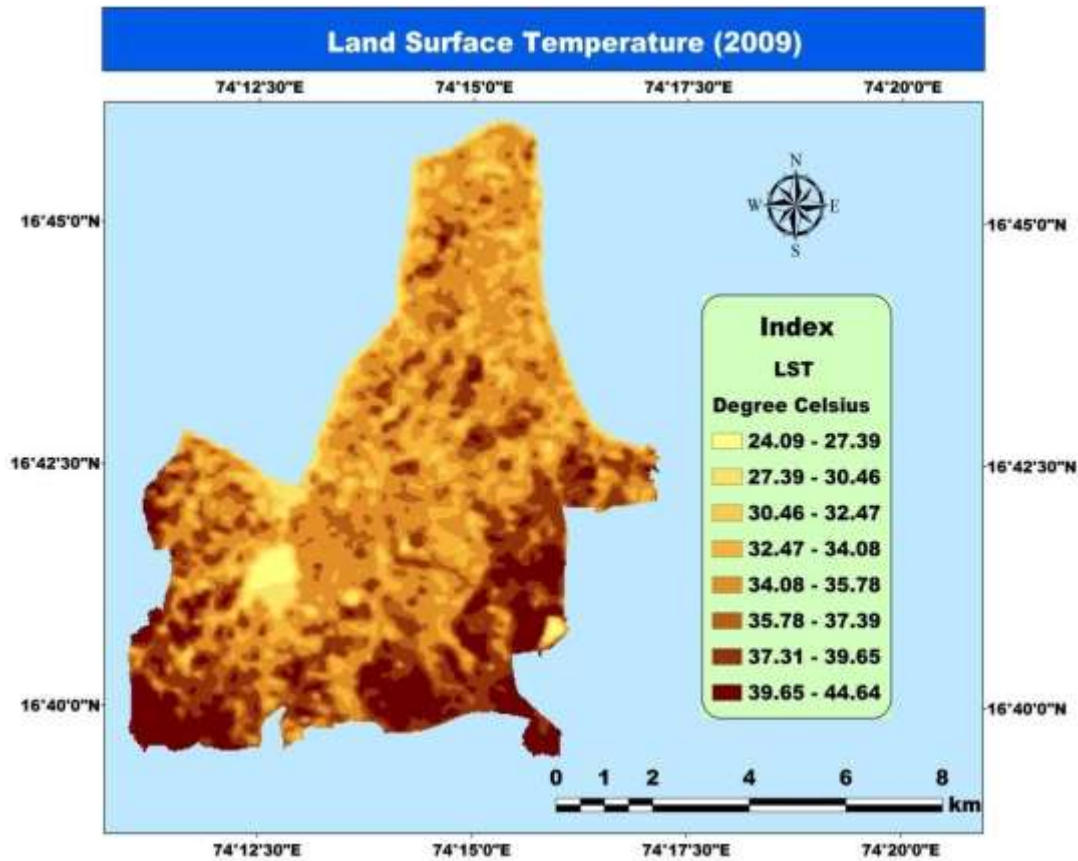 Land Surface Temperature (2009)
74°12'30"E 74°15'0"E 74°17'30"E 74°20'0"E
N
W E
S
16°45'0"N 16°45'0"N
Index
LST
Degree Celsius
24.09 - 27.39
27.39 - 30.46
30.46 - 32.47
32.47 - 34.08
34.08 - 35.78
35.78 - 37.39
37.31 - 39.65
39.65 - 44.64
16°42'30"N 16°42'30"N
16°40'0"N 16°40'0"N
0 1 2 4 6 8
km
74°12'30"E 74°15'0"E 74°17'30"E 74°20'0"E